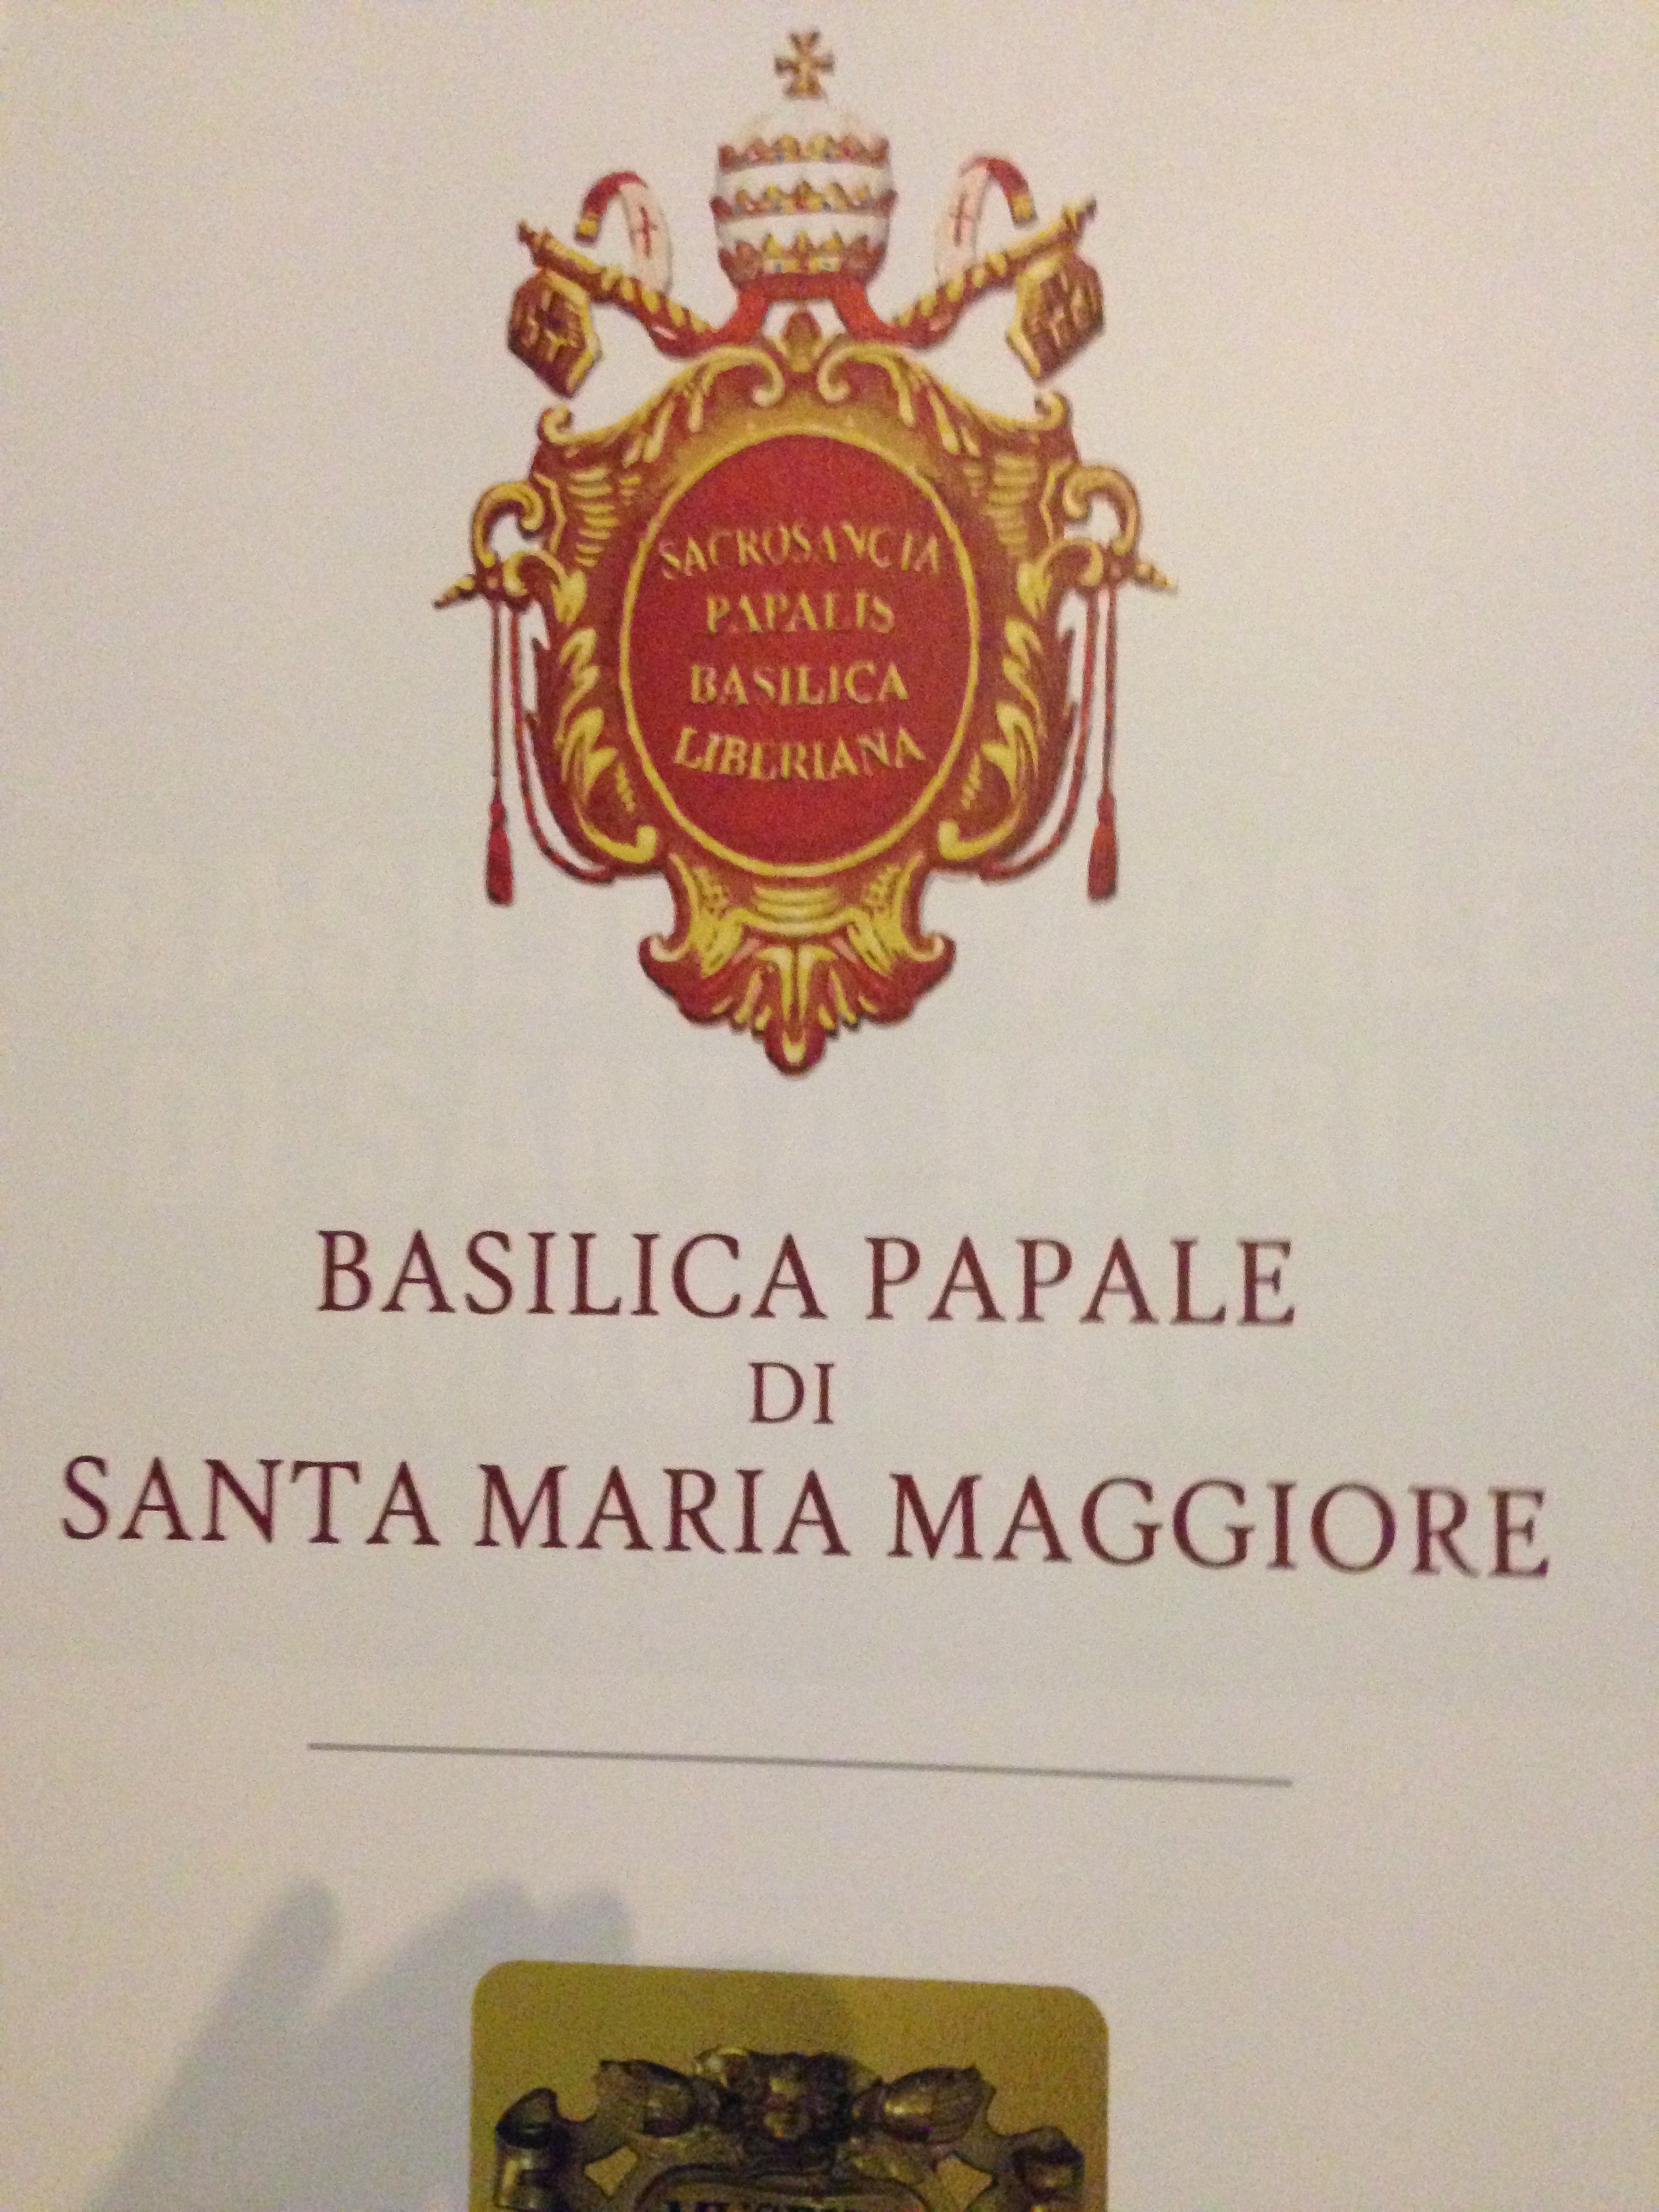 SACROSANCTA
PAPALIS
BASILICA
LIBERIANA
BASILICA PAPALE
DI
SANTA MARIA MAGGIORE